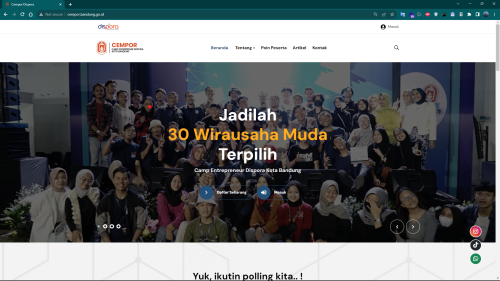 Cempor Dispora
Not secure
cempor.bandung.go.id
dispora
Masuk
CEMPOR
CAMP ENTREPRENEUR DISPORA
KOTA BANDUNG
Beranda Tentang Poin Peserta Artikel Kontak
Jadilah
30 Wirausaha Muda
Terpilih
Camp Entrepreneur Dispora Kota Bandung
Daftar Sekarang
Masuk
Yuk, ikutin polling kita.. !